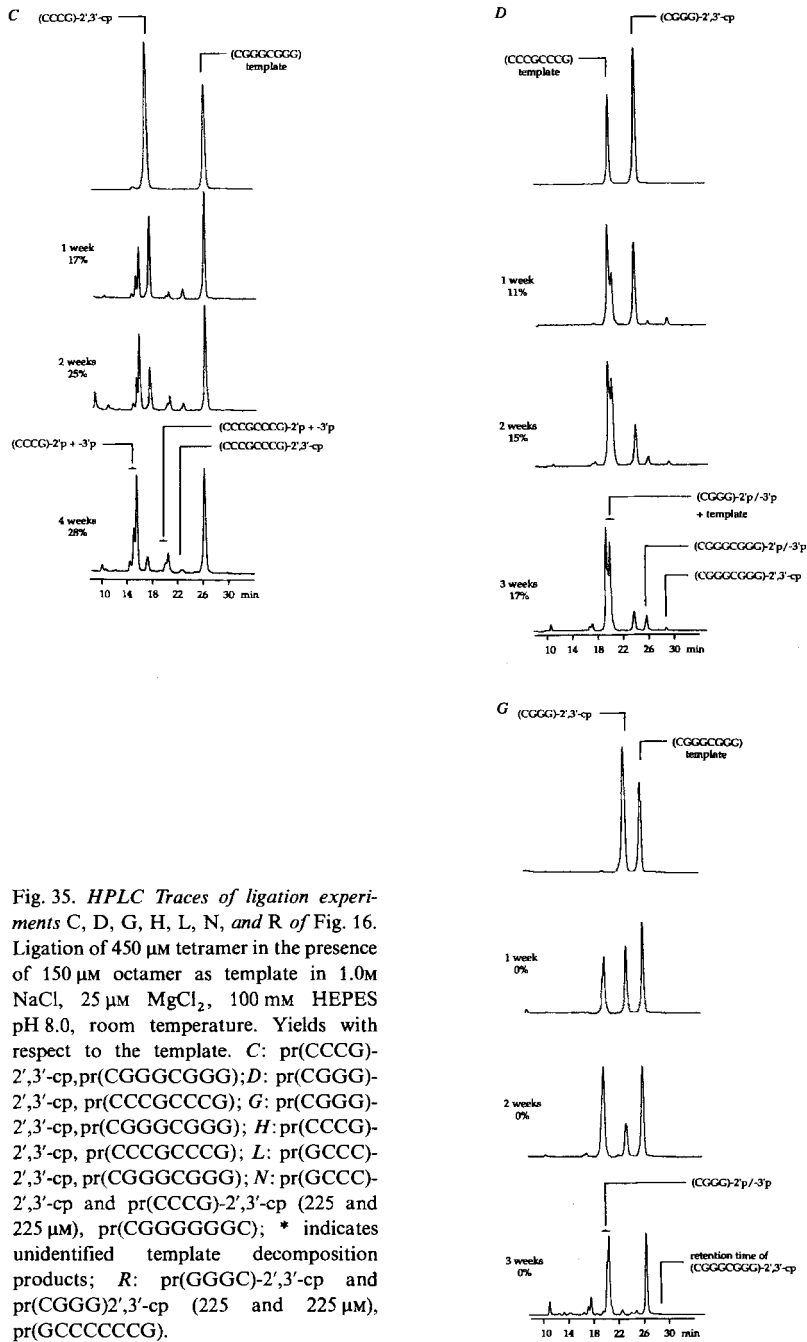 C
(CCCG)-2',3'-cp
(CGGGCGGG)
template
1 week
17%
2 weeks
25%
(CCCG)-2'p + -3'p
(CCCGCCCG)-2'p + -3'p
(CCCGCCCG)-2',3'-cp
4 weeks
28%
10 14 18 22 26 30 min
D
(CGGG)-2',3'-cp
(CCCGCCCG)
template
1 week
11%
2 weeks
15%
(CGGG)-2'p/-3'p
+ template
(CGGGCGGG)-2'p/-3'p
(CGGGCGGG)-2',3'-cp
3 weeks
17%
10 14 18 22 26 30 min
G
(CGGG)-2',3'-cp
(CGGGCGGG)
template
1 week
0%
2 weeks
0%
(CGGG)-2'p/-3'p
3 weeks
0%
retention time of
(CGGGCGGG)-2',3'-cp
10 14 18 22 26 30 min
Fig. 35. HPLC Traces of ligation experi-
ments C, D, G, H, L, N, and R of Fig. 16.
Ligation of 450 μM tetramer in the presence
of 150 μM octamer as template in 1.0M
NaCl, 25 μM MgCl₂, 100 mM HEPES
pH 8.0, room temperature. Yields with
respect to the template. C: pr(CCCG)-
2',3'-cp,pr(CGGGCGGG);D: pr(CGGG)-
2',3'-cp, pr(CCCGCCCG); G: pr(CGGG)-
2',3'-cp,pr(CGGGCGGG); H:pr(CCCG)-
2',3'-cp, pr(CCCGCCCG); L: pr(GCCC)-
2',3'-cp, pr(CGGGCGGG); N: pr(GCCC)-
2',3'-cp and pr(CCCG)-2',3'-cp (225 and
225 μM), pr(CGGGGGGC); * indicates
unidentified template decomposition
products; R: pr(GGGC)-2',3'-cp and
pr(CGGG)2',3'-cp (225 and 225 μM),
pr(GCCCCCCG).